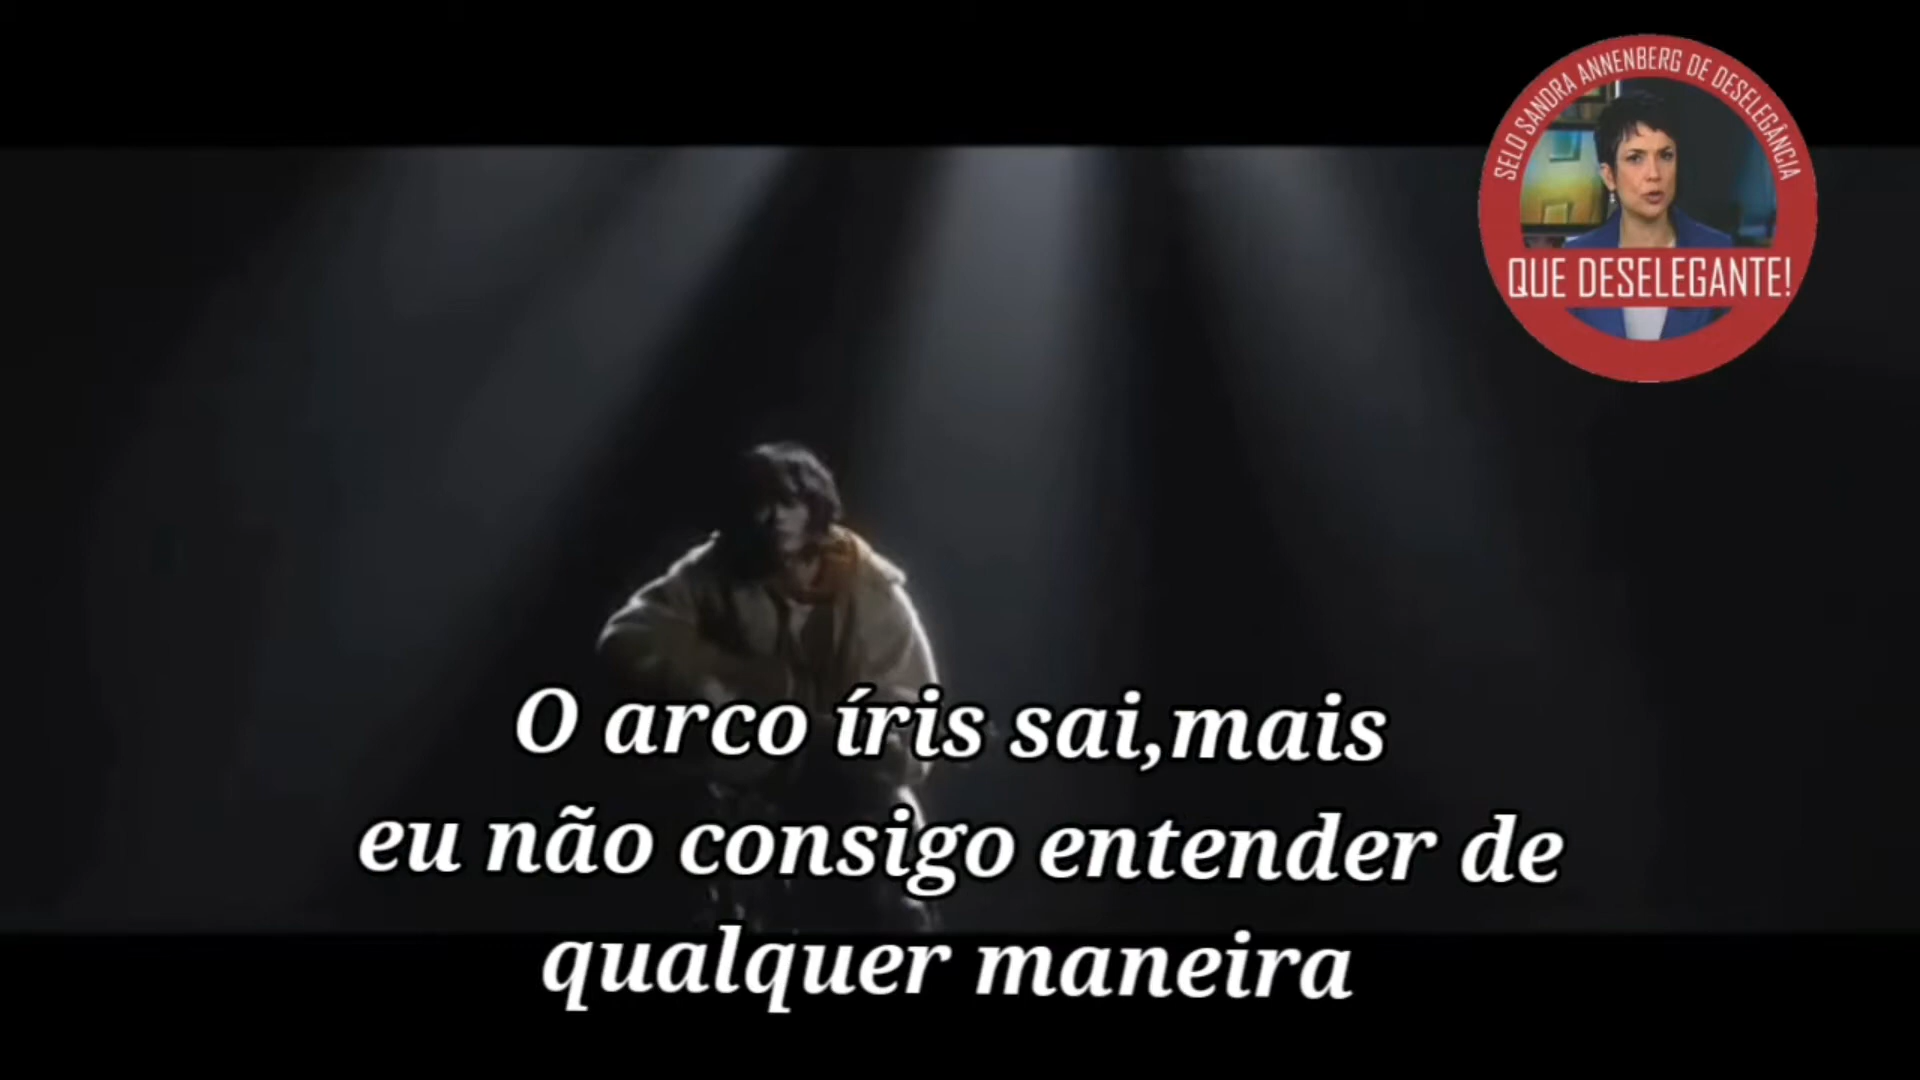 SELO SANDRA ANNENBERG DE DESELEGÂNCIA
QUE DESELEGANTE!
O arco íris sai,mais
eu não consigo entender de
qualquer maneira